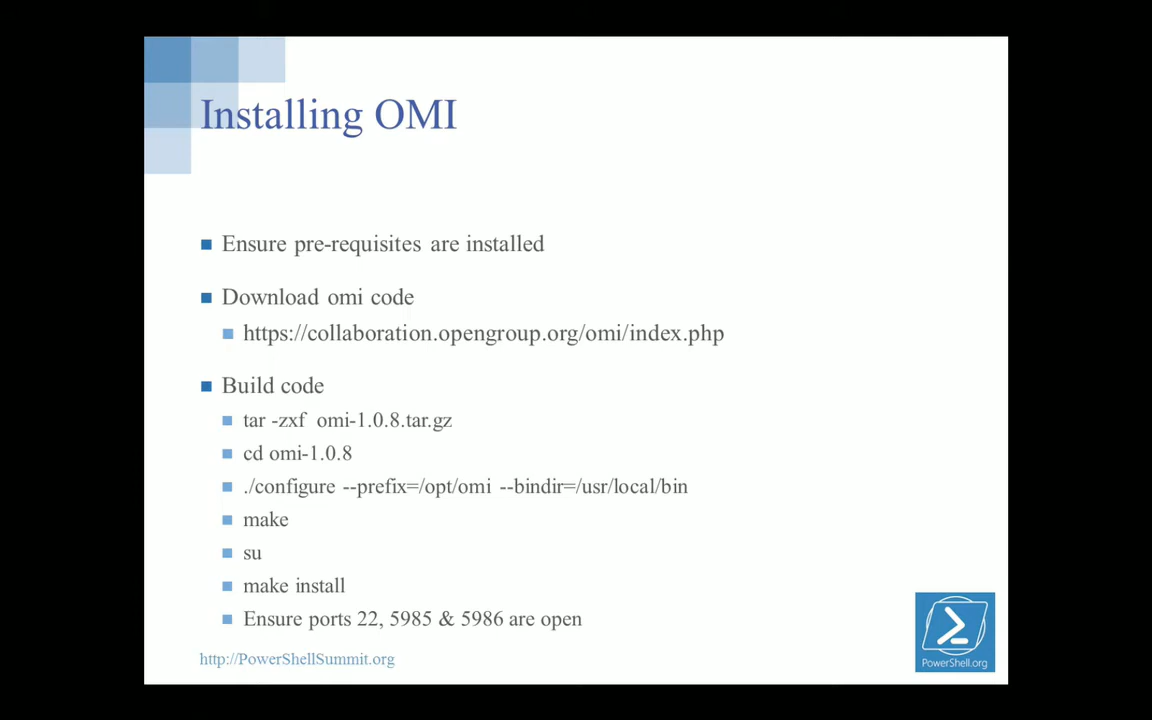 Installing OMI
Ensure pre-requisites are installed
Download omi code
https://collaboration.opengroup.org/omi/index.php
Build code
tar -zxf omi-1.0.8.tar.gz
cd omi-1.0.8
./configure --prefix=/opt/omi --bindir=/usr/local/bin
make
su
make install
Ensure ports 22, 5985 & 5986 are open
http://PowerShellSummit.org
PowerShell.org